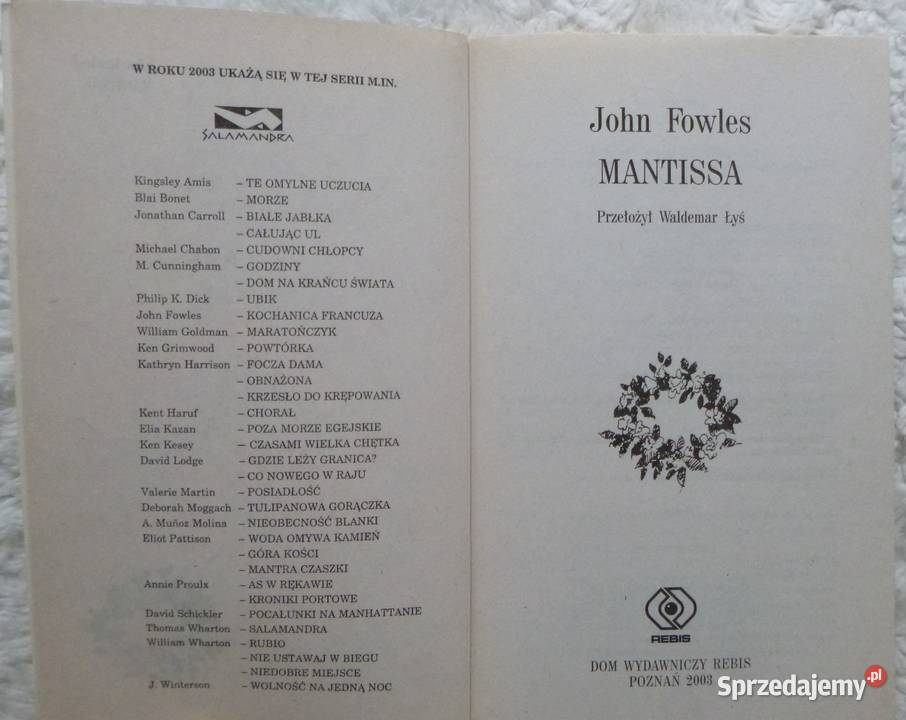 W ROKU 2003 UKAŻĄ SIĘ W TEJ SERII M.IN.
SALAMANDRA
Kingsley Amis – TE OMYLNE UCZUCIA
Blai Bonet – MORZE
Jonathan Carroll – BIAŁE JABŁKA
– CAŁUJĄC UL
Michael Chabon – CUDOWNI CHŁOPCY
M. Cunningham – GODZINY
– DOM NA KRAŃCU ŚWIATA
Philip K. Dick – UBIK
John Fowles – KOCHANICA FRANCUZA
William Goldman – MARATOŃCZYK
Ken Grimwood – POWTÓRKA
Kathryn Harrison – FOCZA DAMA
– OBNAŻONA
– KRZESŁO DO KRĘPOWANIA
Kent Haruf – CHORAŁ
Elia Kazan – POZA MORZE EGEJSKIE
Ken Kesey – CZASAMI WIELKA CHĘTKA
David Lodge – GDZIE LEŻY GRANICA?
– CO NOWEGO W RAJU
Valerie Martin – POSIADŁOŚĆ
Deborah Moggach – TULIPANOWA GORĄCZKA
A. Muñoz Molina – NIEOBECNOŚĆ BLANKI
Eliot Pattison – WODA OMYWA KAMIEŃ
– GÓRA KOŚCI
– MANTRA CZASZKI
Annie Proulx – AS W RĘKAWIE
– KRONIKI PORTOWE
David Schickler – POCAŁUNKI NA MANHATTANIE
Thomas Wharton – SALAMANDRA
William Wharton – RUBIO
– NIE USTAWAJ W BIEGU
– NIEDOBRE MIEJSCE
J. Winterson – WOLNOŚĆ NA JEDNĄ NOC
John Fowles
MANTISSA
Przełożył Waldemar Łyś
REBIS
DOM WYDAWNICZY REBIS
POZNAŃ 2003
Sprzedajemy.pl